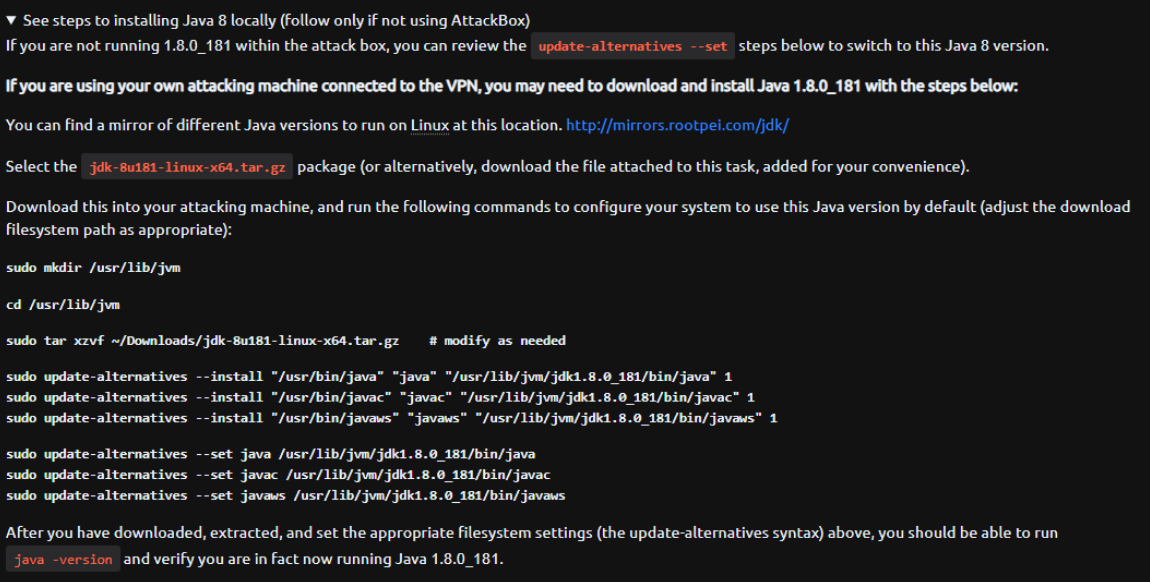 ▼ See steps to installing Java 8 locally (follow only if not using AttackBox)
If you are not running 1.8.0_181 within the attack box, you can review the update-alternatives --set steps below to switch to this Java 8 version.
If you are using your own attacking machine connected to the VPN, you may need to download and install Java 1.8.0_181 with the steps below:
You can find a mirror of different Java versions to run on Linux at this location. http://mirrors.rootpei.com/jdk/
Select the jdk-8u181-linux-x64.tar.gz package (or alternatively, download the file attached to this task, added for your convenience).
Download this into your attacking machine, and run the following commands to configure your system to use this Java version by default (adjust the download
filesystem path as appropriate):
sudo mkdir /usr/lib/jvm
cd /usr/lib/jvm
sudo tar xzvf ~/Downloads/jdk-8u181-linux-x64.tar.gz    # modify as needed
sudo update-alternatives --install "/usr/bin/java" "java" "/usr/lib/jvm/jdk1.8.0_181/bin/java" 1
sudo update-alternatives --install "/usr/bin/javac" "javac" "/usr/lib/jvm/jdk1.8.0_181/bin/javac" 1
sudo update-alternatives --install "/usr/bin/javaws" "javaws" "/usr/lib/jvm/jdk1.8.0_181/bin/javaws" 1
sudo update-alternatives --set java /usr/lib/jvm/jdk1.8.0_181/bin/java
sudo update-alternatives --set javac /usr/lib/jvm/jdk1.8.0_181/bin/javac
sudo update-alternatives --set javaws /usr/lib/jvm/jdk1.8.0_181/bin/javaws
After you have downloaded, extracted, and set the appropriate filesystem settings (the update-alternatives syntax) above, you should be able to run
java -version and verify you are in fact now running Java 1.8.0_181.